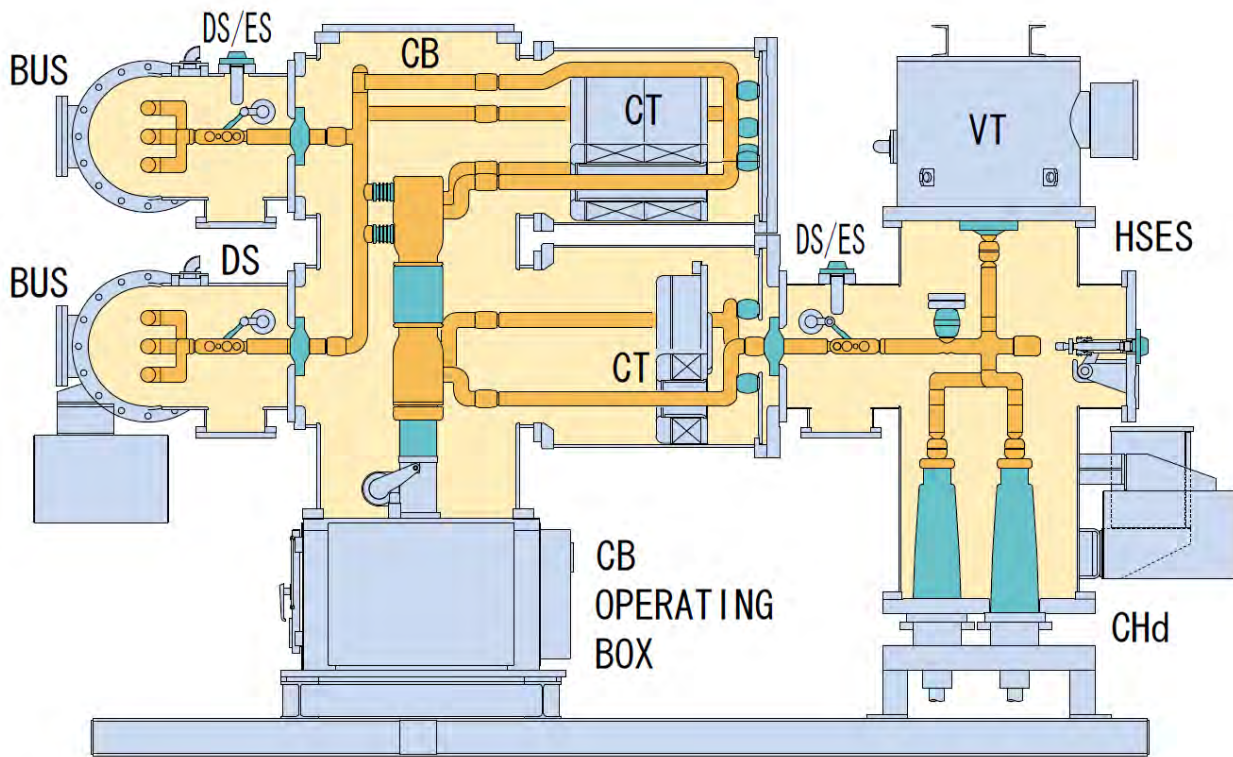 DS/ES
BUS
CB
CT
VT
DS
BUS
DS/ES
HSES
CT
CB
OPERATING
BOX
CHd